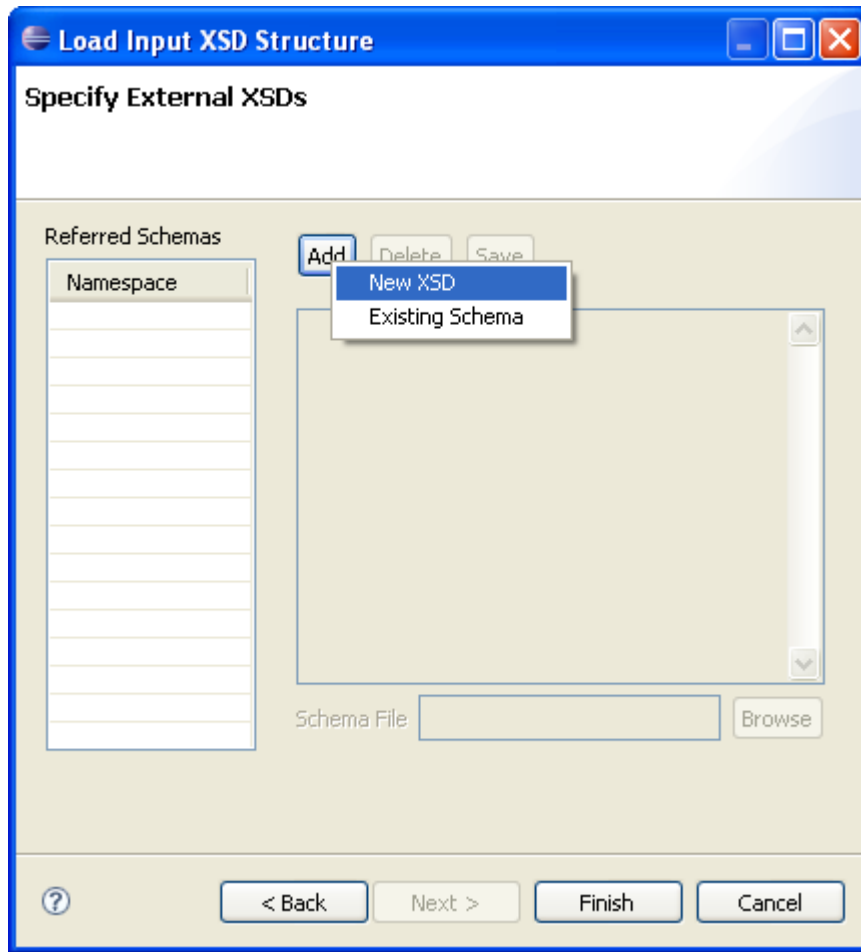 Load Input XSD Structure
Specify External XSDs
Referred Schemas
Namespace
Add Delete Save
New XSD
Existing Schema
Schema File Browse
< Back Next > Finish Cancel